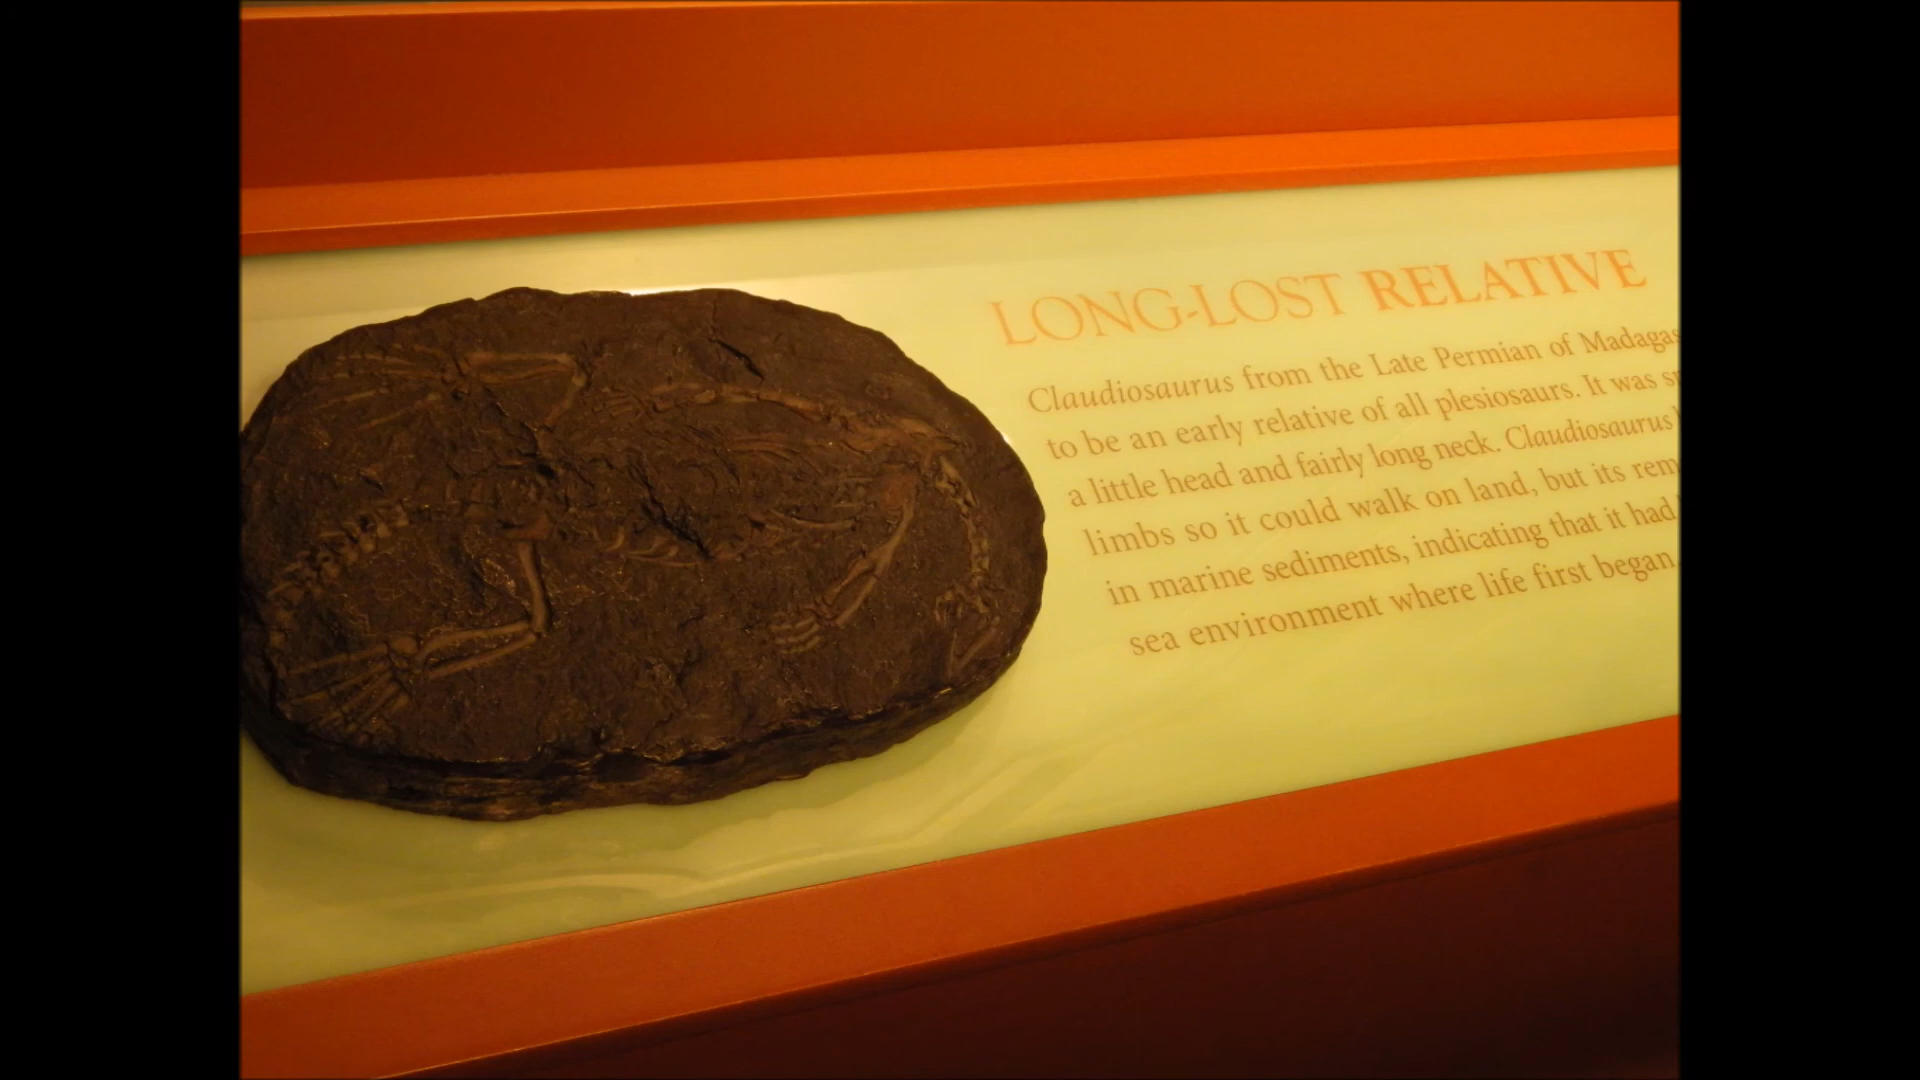 LONG-LOST RELATIVE
Claudiosaurus from the Late Permian of Madagas
to be an early relative of all plesiosaurs. It was s
a little head and fairly long neck. Claudiosaurus
limbs so it could walk on land, but its rem
in marine sediments, indicating that it had
sea environment where life first began.